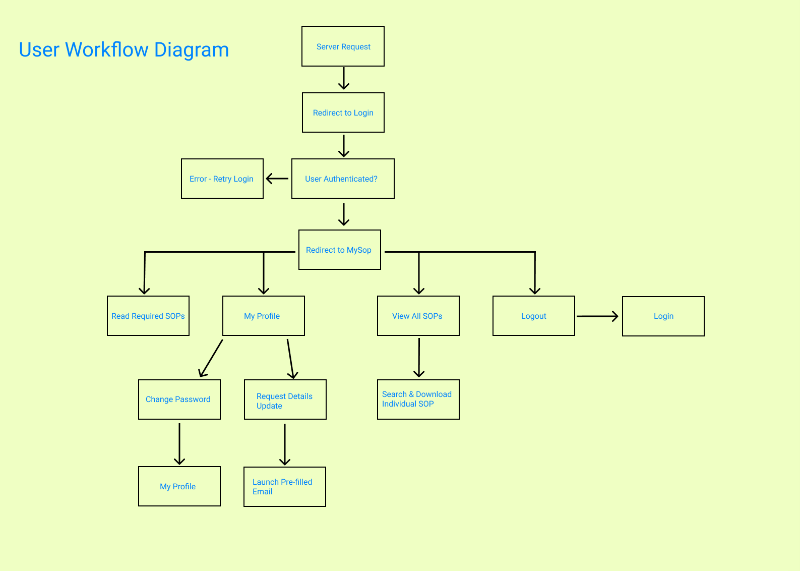 User Workflow Diagram
Server Request
Redirect to Login
Error - Retry Login
User Authenticated?
Redirect to MySop
Read Required SOPs
My Profile
View All SOPs
Logout
Login
Change Password
Request Details
Update
Search & Download
Individual SOP
My Profile
Launch Pre-filled
Email